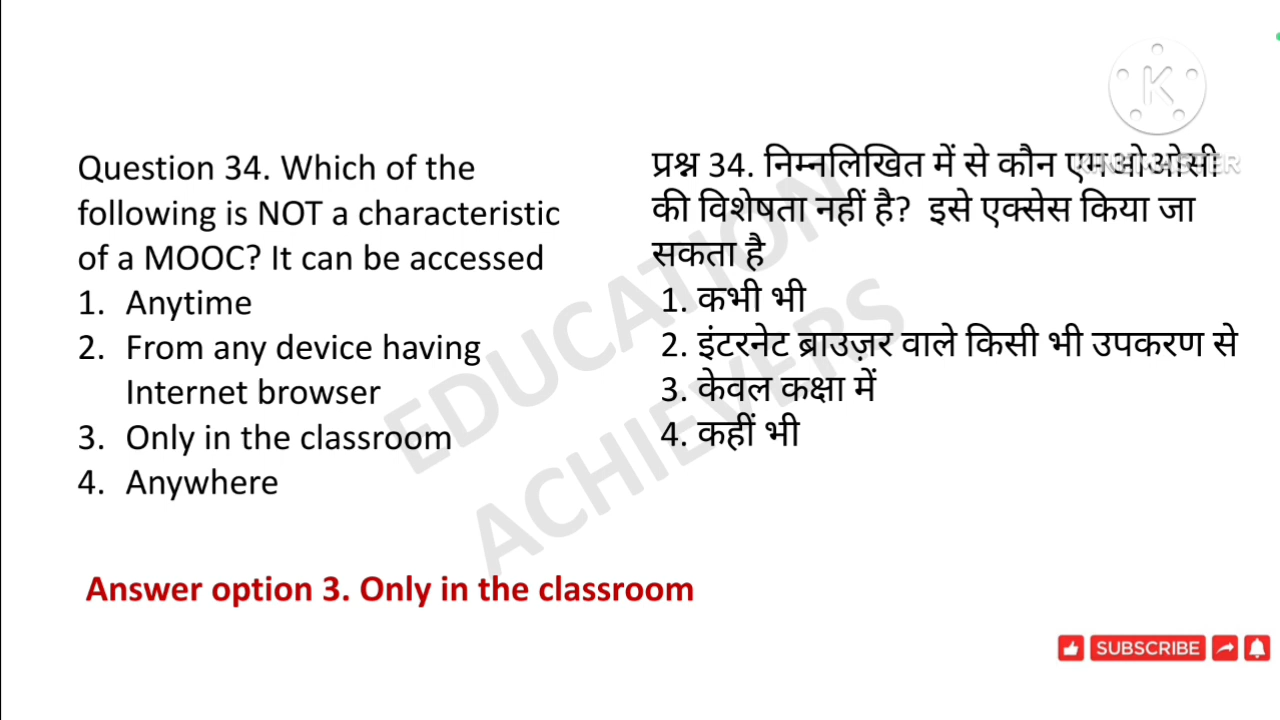 Question 34. Which of the
following is NOT a characteristic
of a MOOC? It can be accessed
1. Anytime
2. From any device having
Internet browser
3. Only in the classroom
4. Anywhere
प्रश्न 34. निम्नलिखित में से कौन एमओओसी
की विशेषता नहीं है? इसे एक्सेस किया जा
सकता है
1. कभी भी
2. इंटरनेट ब्राउज़र वाले किसी भी उपकरण से
3. केवल कक्षा में
4. कहीं भी
Answer option 3. Only in the classroom
EDUCATION
ACHIEVERS
K
KINEMASTER
SUBSCRIBE